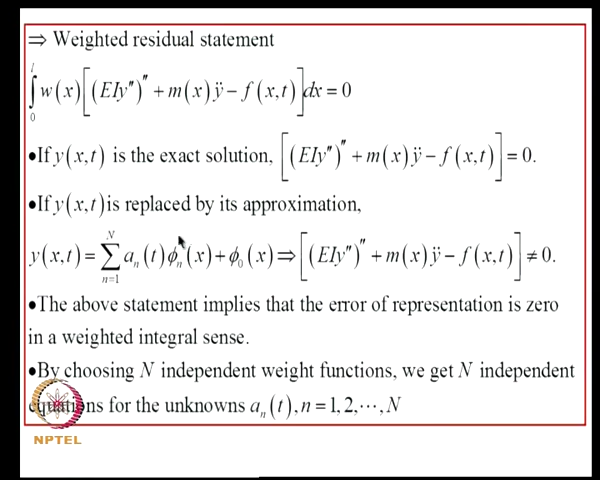 ⇒ Weighted residual statement
∫₀ˡ w(x)[(EIy″)″ + m(x)ÿ − f(x,t)]dx = 0
•If y(x,t) is the exact solution, [(EIy″)″ + m(x)ÿ − f(x,t)] = 0.
•If y(x,t) is replaced by its approximation,
y(x,t) = ∑ₙ₌₁ᴺ aₙ(t)ϕₙ(x) + ϕ₀(x) ⇒ [(EIy″)″ + m(x)ÿ − f(x,t)] ≠ 0.
•The above statement implies that the error of representation is zero
in a weighted integral sense.
•By choosing N independent weight functions, we get N independent
equations for the unknowns aₙ(t), n = 1, 2, ⋯, N
NPTEL